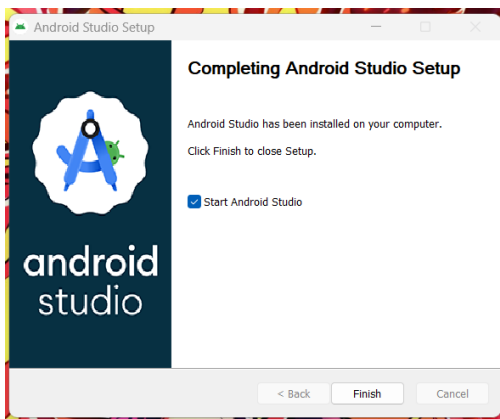 Android Studio Setup
Completing Android Studio Setup
Android Studio has been installed on your computer.
Click Finish to close Setup.
Start Android Studio
android
studio
< Back
Finish
Cancel